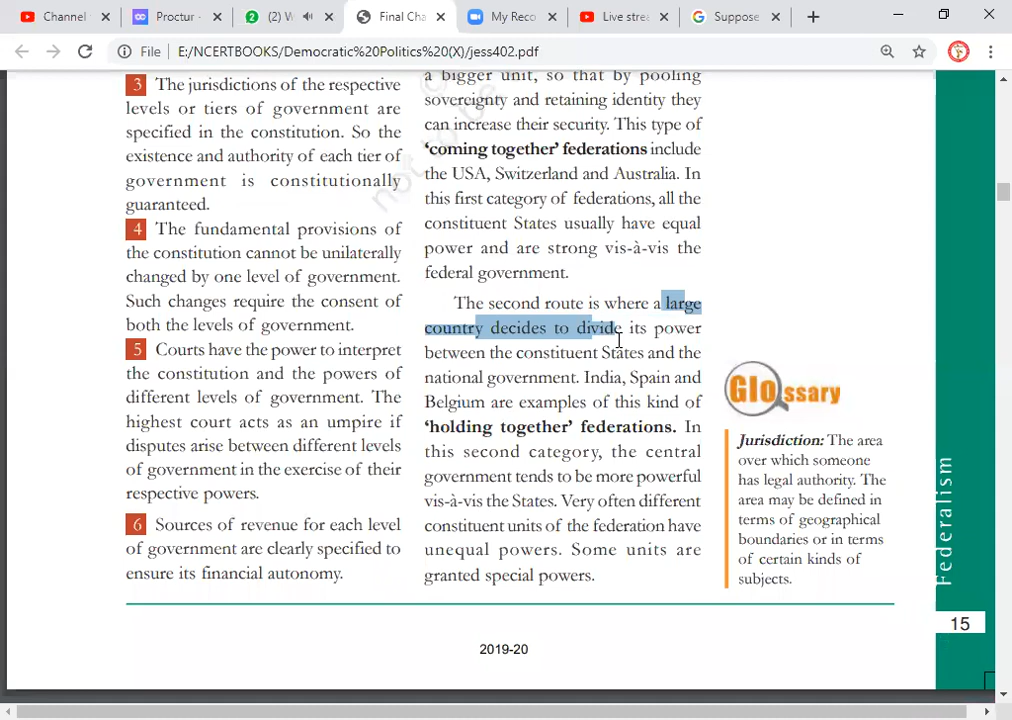 Channel
Proctur -
(2) W
Final Cha
My Reco
Live strea
Suppose
File
E:/NCERTBOOKS/Democratic%20Politics%20(X)/jess402.pdf
3 The jurisdictions of the respective
levels or tiers of government are
specified in the constitution. So the
existence and authority of each tier of
government is constitutionally
guaranteed.
4 The fundamental provisions of
the constitution cannot be unilaterally
changed by one level of government.
Such changes require the consent of
both the levels of government.
5 Courts have the power to interpret
the constitution and the powers of
different levels of government. The
highest court acts as an umpire if
disputes arise between different levels
of government in the exercise of their
respective powers.
6 Sources of revenue for each level
of government are clearly specified to
ensure its financial autonomy.
a bigger unit, so that by pooling
sovereignty and retaining identity they
can increase their security. This type of
‘coming together’ federations include
the USA, Switzerland and Australia. In
this first category of federations, all the
constituent States usually have equal
power and are strong vis-à-vis the
federal government.
The second route is where a large
country decides to divide its power
between the constituent States and the
national government. India, Spain and
Belgium are examples of this kind of
‘holding together’ federations. In
this second category, the central
government tends to be more powerful
vis-à-vis the States. Very often different
constituent units of the federation have
unequal powers. Some units are
granted special powers.
©
not to be
Glossary
Jurisdiction: The area
over which someone
has legal authority. The
area may be defined in
terms of geographical
boundaries or in terms
of certain kinds of
subjects.
Federalism
15
2019-20